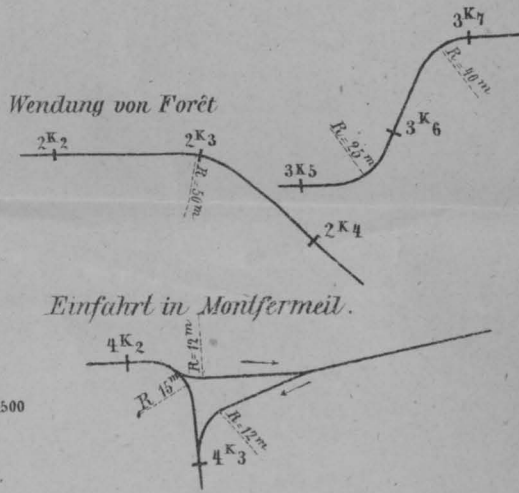 3K7
R=40m
Wendung von Forêt
2K2
2K3
R=50m
R=25m
3K6
3K5
2K4
Einfahrt in Montfermeil.
4K2
R=12m
R 15m
500
R=12m
4K3